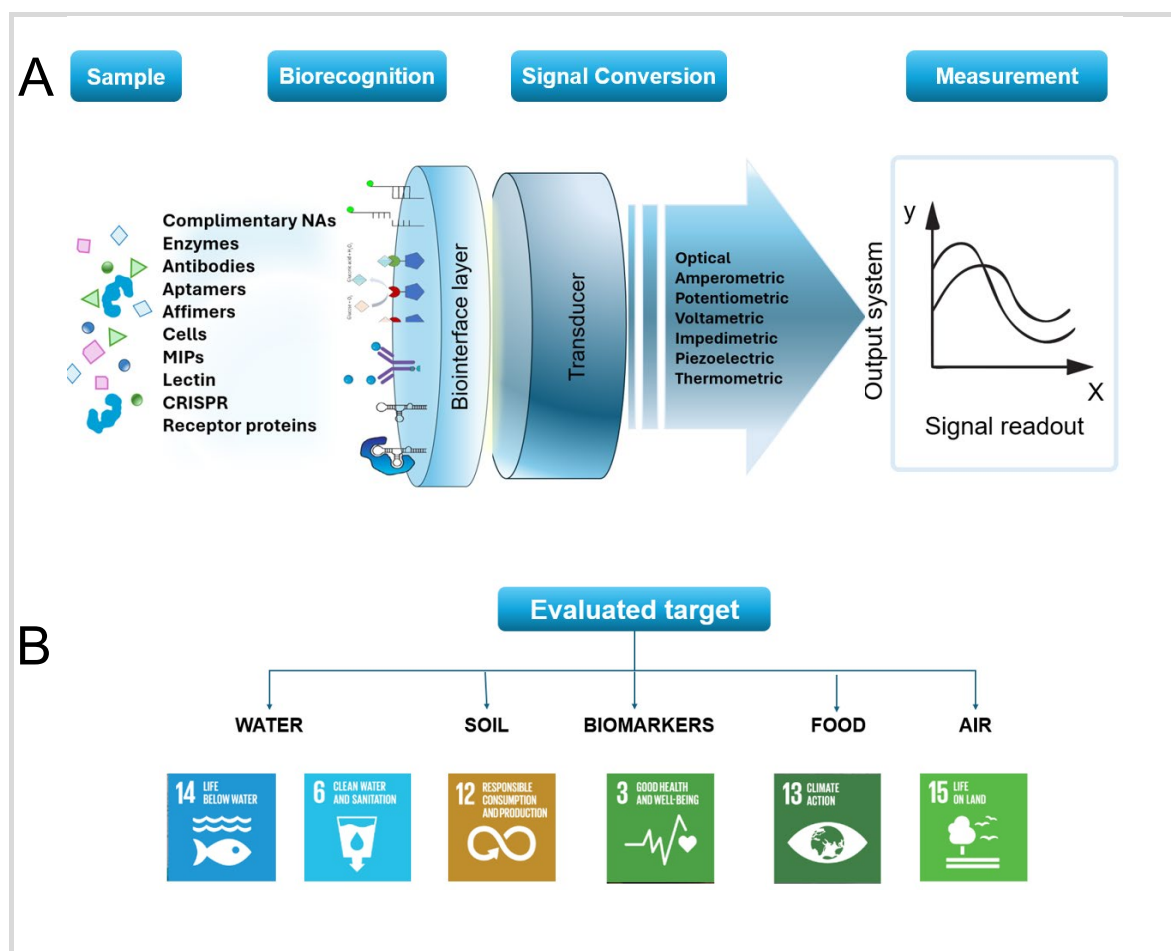 A
Sample
Biorecognition
Signal Conversion
Measurement
Complimentary NAs
Enzymes
Antibodies
Aptamers
Affimers
Cells
MIPs
Lectin
CRISPR
Receptor proteins
Biointerface layer
Transducer
Optical
Amperometric
Potentiometric
Voltametric
Impedimetric
Piezoelectric
Thermometric
Output system
y
X
Signal readout
B
Evaluated target
WATER
SOIL
BIOMARKERS
FOOD
AIR
14 LIFE
BELOW WATER
6 CLEAN WATER
AND SANITATION
12 RESPONSIBLE
CONSUMPTION
AND PRODUCTION
3 GOOD HEALTH
AND WELL-BEING
13 CLIMATE
ACTION
15 LIFE
ON LAND